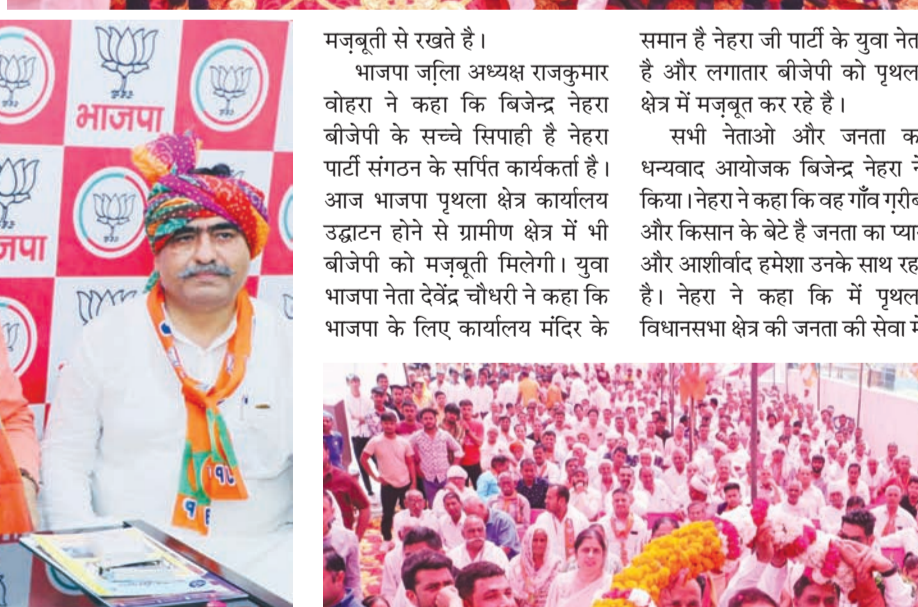 भाजपा
जपा
मज़बूती से रखते है।
भाजपा ज़िला अध्यक्ष राजकुमार
वोहरा ने कहा कि बिजेन्द्र नेहरा
बीजेपी के सच्चे सिपाही है नेहरा
पार्टी संगठन के सर्पित कार्यकर्ता है।
आज भाजपा पृथला क्षेत्र कार्यालय
उद्घाटन होने से ग्रामीण क्षेत्र में भी
बीजेपी को मज़बूती मिलेगी। युवा
भाजपा नेता देवेंद्र चौधरी ने कहा कि
भाजपा के लिए कार्यालय मंदिर के
समान है नेहरा जी पार्टी के युवा नेत
है और लगातार बीजेपी को पृथल
क्षेत्र में मज़बूत कर रहे है।
सभी नेताओ और जनता क
धन्यवाद आयोजक बिजेन्द्र नेहरा ने
किया। नेहरा ने कहा कि वह गाँव ग़रीब
और किसान के बेटे है जनता का प्या
और आशीर्वाद हमेशा उनके साथ रह
है। नेहरा ने कहा कि में पृथल
विधानसभा क्षेत्र की जनता की सेवा मे